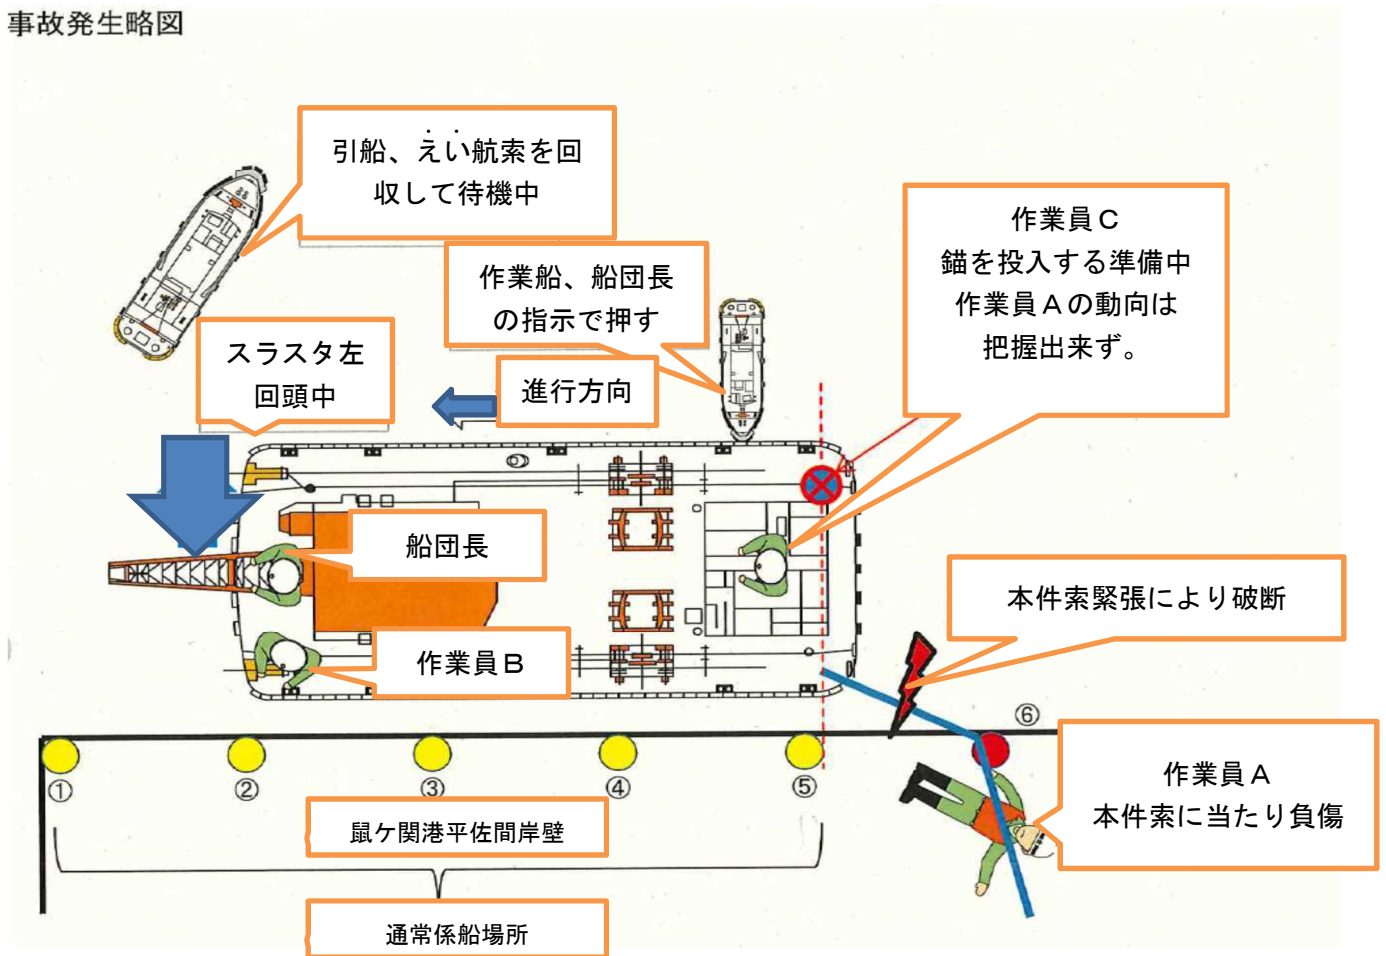 事故発生略図
引船、えい航索を回
収して待機中
作業員C
錨を投入する準備中
作業員Aの動向は
把握出来ず。
作業船、船団長
の指示で押す
スラスタ左
回頭中
進行方向
船団長
本件索緊張により破断
作業員B
⑥
① ② ③ ④ ⑤
作業員A
本件索に当たり負傷
鼠ケ関港平佐間岸壁
通常係船場所